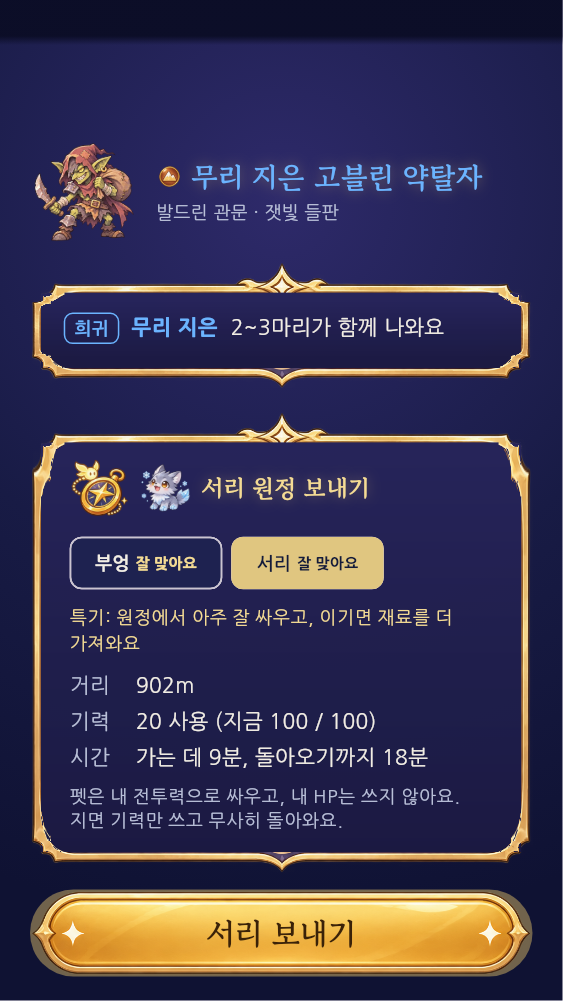 무리 지은 고블린 약탈자
발드린 관문 · 잿빛 들판
희귀 무리 지은 2~3마리가 함께 나와요
서리 원정 보내기
부엉 잘 맞아요 서리 잘 맞아요
특기: 원정에서 아주 잘 싸우고, 이기면 재료를 더
가져와요
거리 902m
기력 20 사용 (지금 100 / 100)
시간 가는 데 9분, 돌아오기까지 18분
펫은 내 전투력으로 싸우고, 내 HP는 쓰지 않아요.
지면 기력만 쓰고 무사히 돌아와요.
서리 보내기